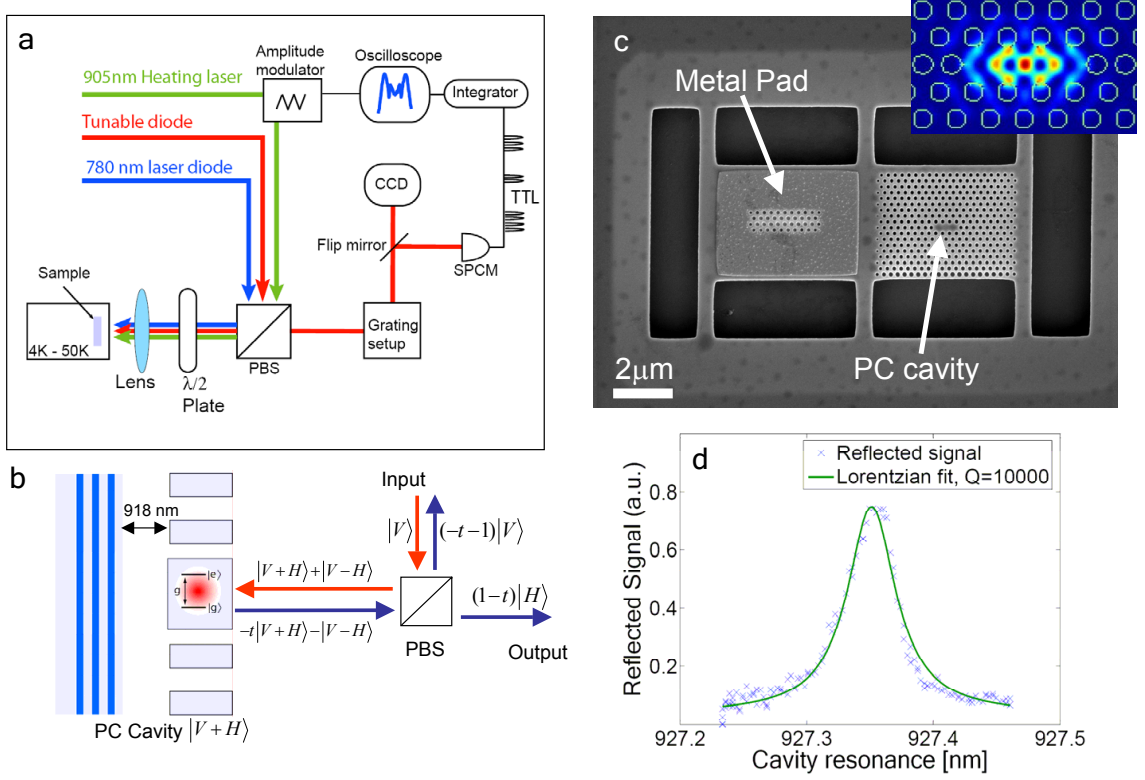 a
905nm Heating laser
Amplitude
modulator
Oscilloscope
Integrator
Tunable diode
780 nm laser diode
CCD
TTL
Flip mirror
SPCM
Sample
4K - 50K
Grating
setup
PBS
Lens
λ/2
Plate
b
918 nm
Input
|V⟩
(−t−1)|V⟩
|V+H⟩+|V−H⟩
|e⟩
g
|g⟩
(1−t)|H⟩
−t|V+H⟩−|V−H⟩
PBS
Output
PC Cavity |V+H⟩
c
Metal Pad
PC cavity
2μm
d
Reflected signal
Lorentzian fit, Q=10000
Reflected Signal (a.u.)
0.8
0.6
0.4
0.2
927.2
927.3
927.4
927.5
Cavity resonance [nm]